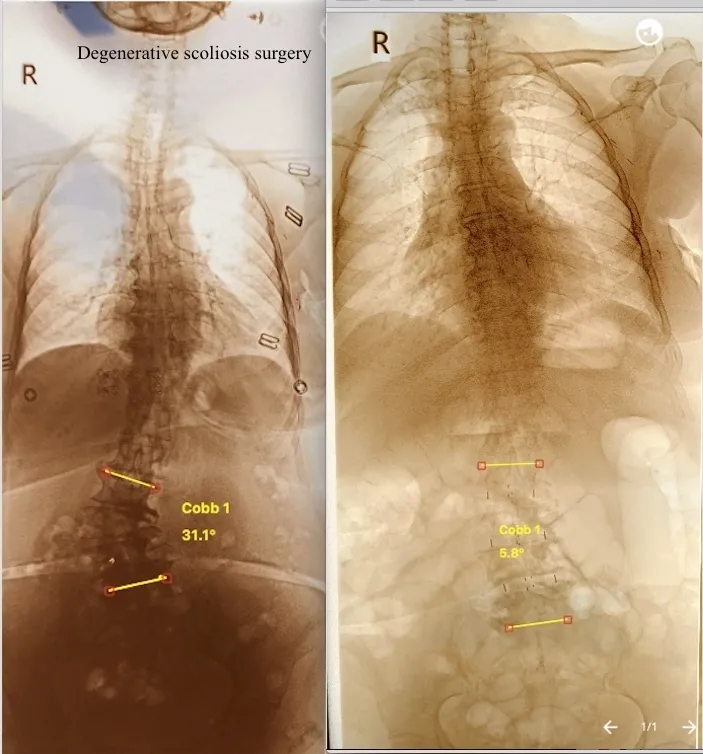 Degenerative scoliosis surgery
R
R
Cobb 1
31.1°
Cobb 1
5.8°
1/1